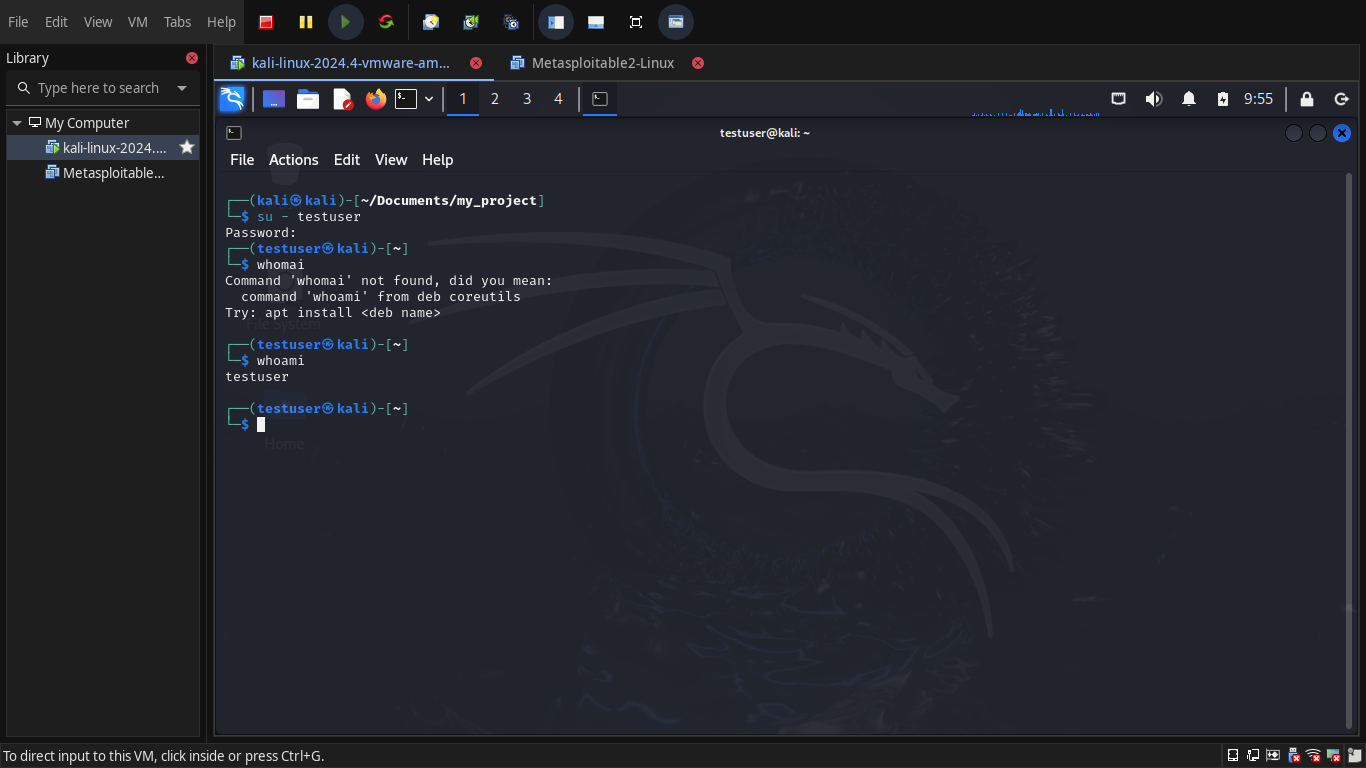 File Edit View VM Tabs Help
Library
Type here to search
My Computer
kali-linux-2024....
Metasploitable...
kali-linux-2024.4-vmware-am...
Metasploitable2-Linux
1 2 3 4
9:55
testuser@kali: ~
File Actions Edit View Help
┌──(kali㉿kali)-[~/Documents/my_project]
└─$ su - testuser
Password:
┌──(testuser㉿kali)-[~]
└─$ whomai
Command 'whomai' not found, did you mean:
  command 'whoami' from deb coreutils
Try: apt install <deb name>
┌──(testuser㉿kali)-[~]
└─$ whoami
testuser
┌──(testuser㉿kali)-[~]
└─$
File System
Home
To direct input to this VM, click inside or press Ctrl+G.